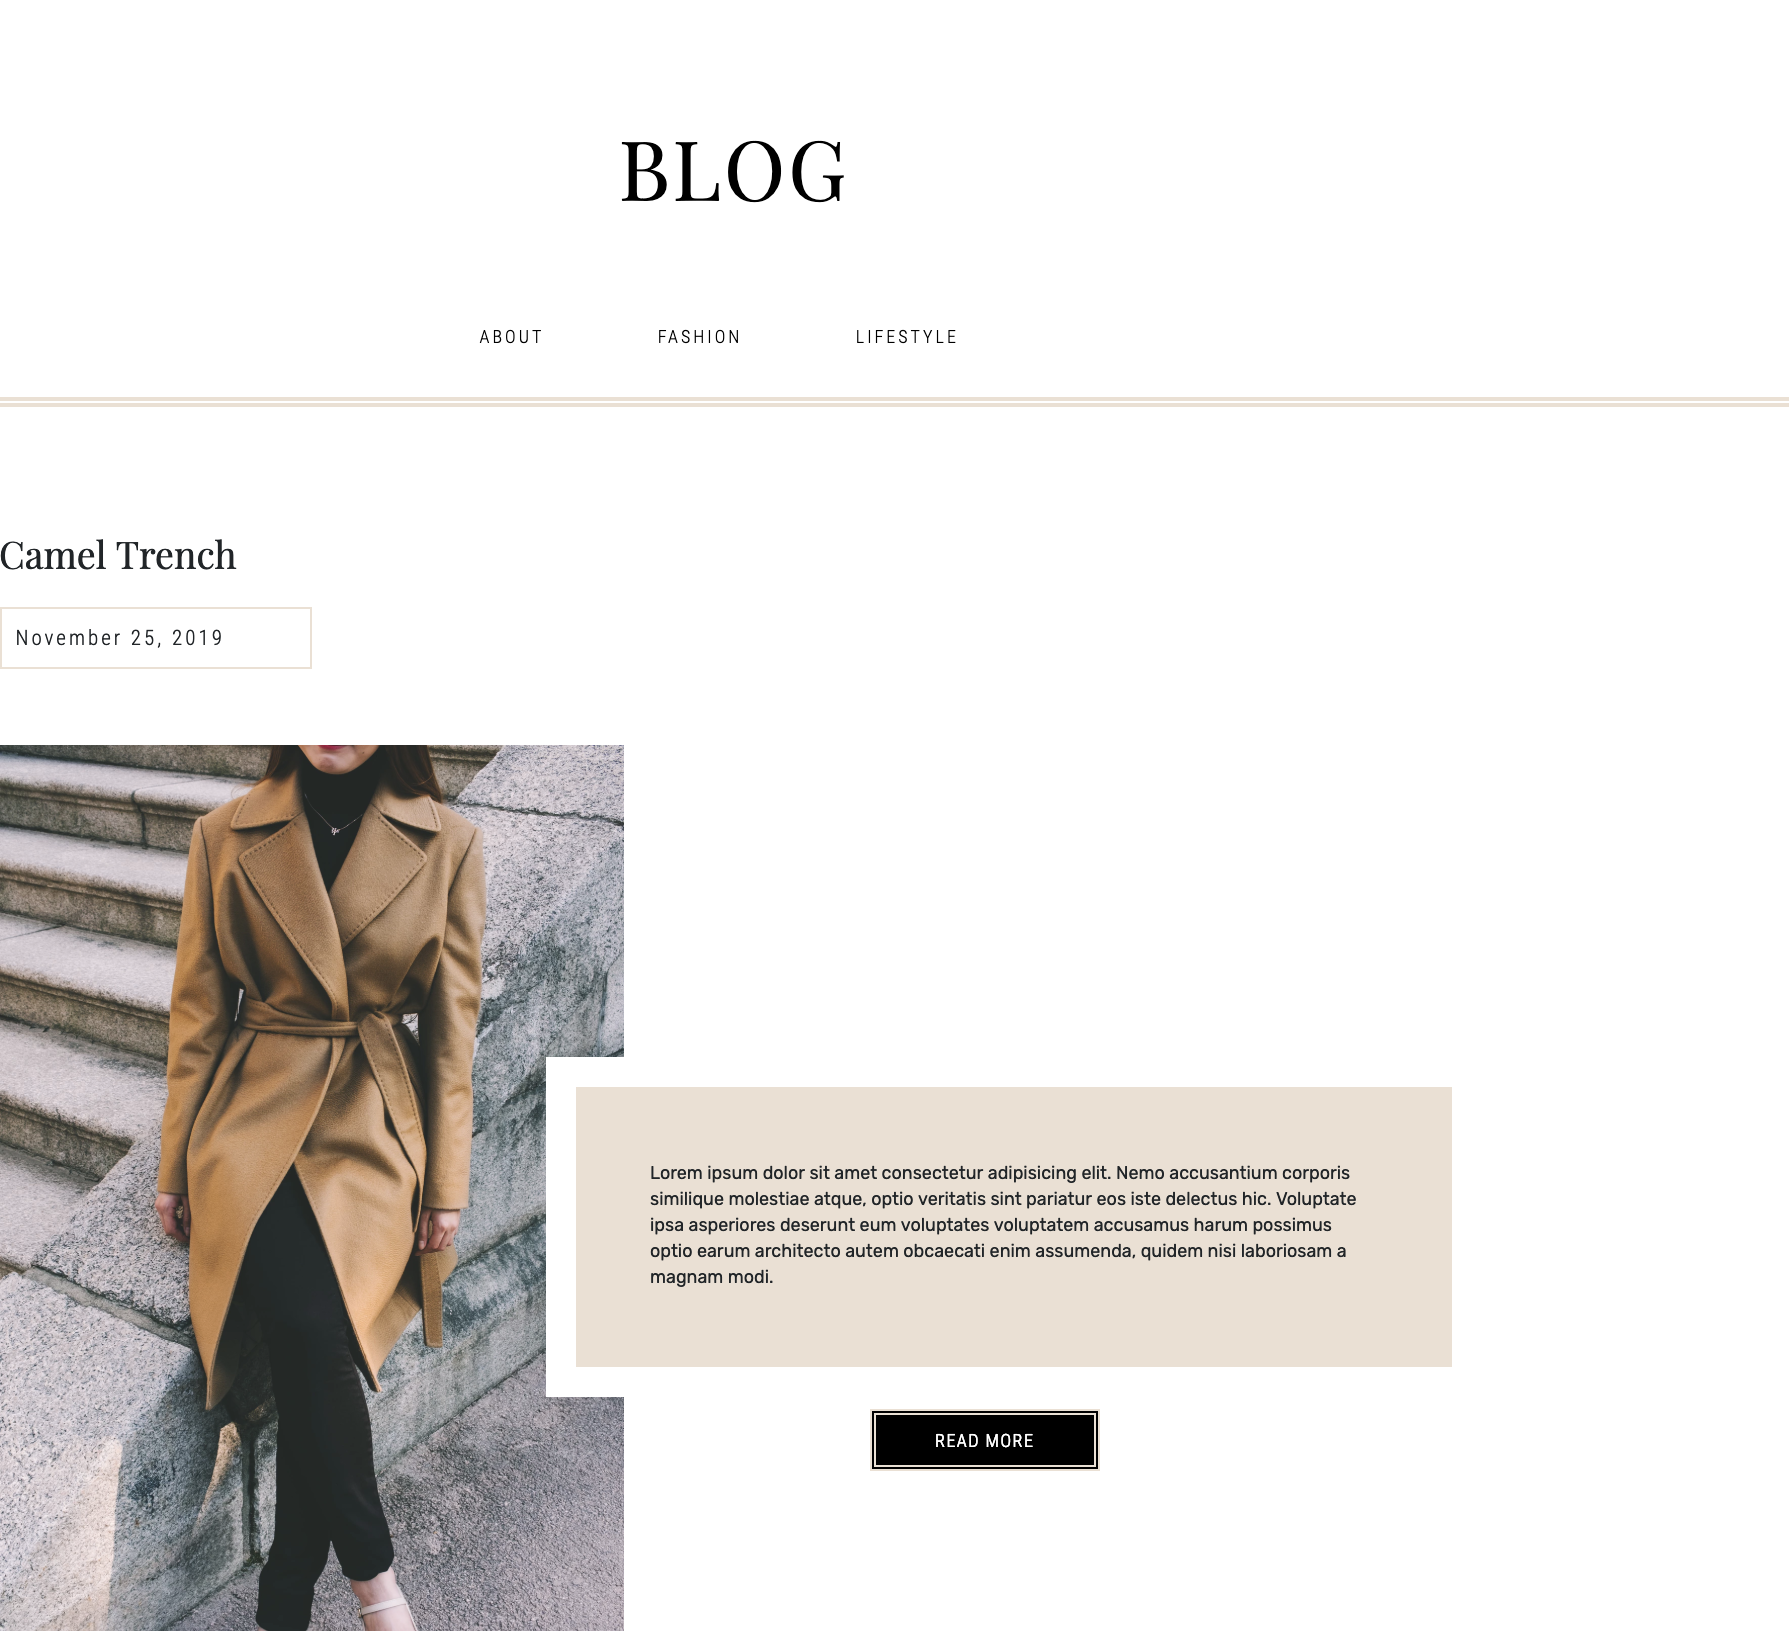 BLOG
ABOUT FASHION LIFESTYLE
Camel Trench
November 25, 2019
Lorem ipsum dolor sit amet consectetur adipisicing elit. Nemo accusantium corporis
similique molestiae atque, optio veritatis sint pariatur eos iste delectus hic. Voluptate
ipsa asperiores deserunt eum voluptates voluptatem accusamus harum possimus
optio earum architecto autem obcaecati enim assumenda, quidem nisi laboriosam a
magnam modi.
READ MORE